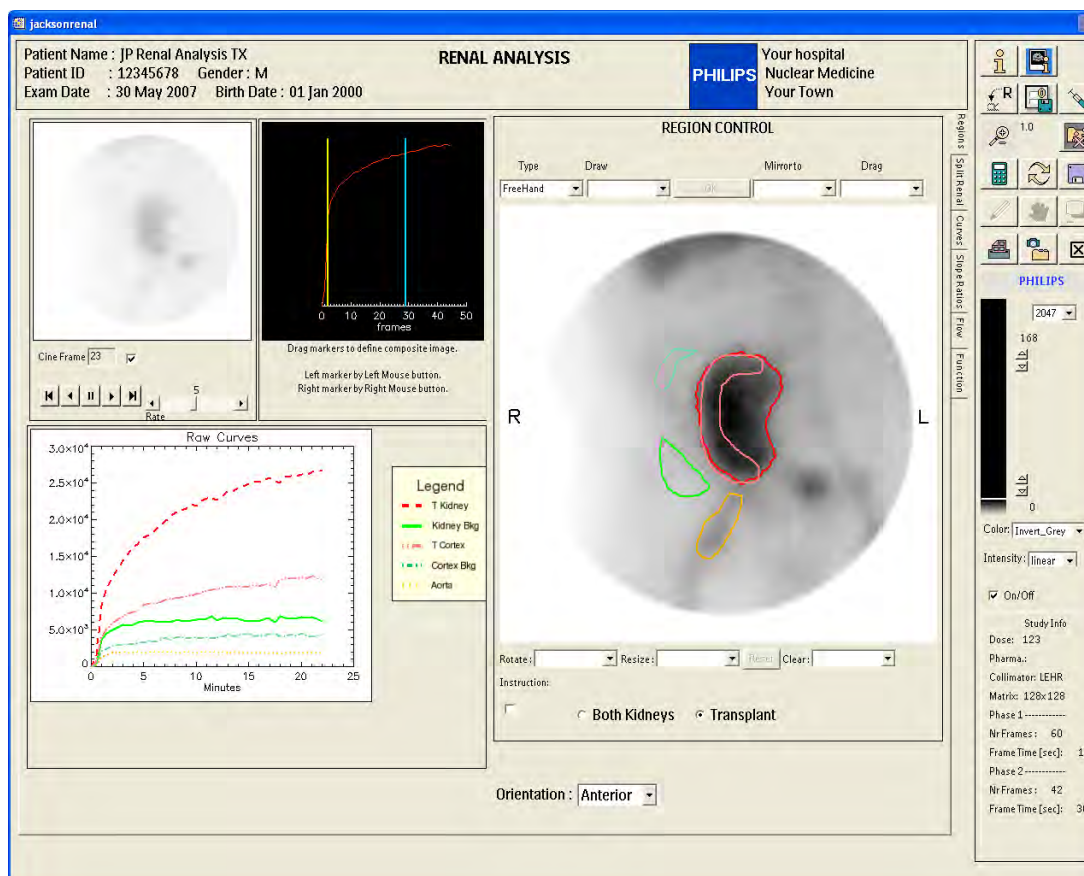 jacksonrenal
Patient Name : JP Renal Analysis TX
Patient ID : 12345678 Gender : M
Exam Date : 30 May 2007 Birth Date : 01 Jan 2000
RENAL ANALYSIS
PHILIPS
Your hospital
Nuclear Medicine
Your Town
R
1.0
0 10 20 30 40 50
frames
Drag markers to define composite image.
Left marker by Left Mouse button.
Right marker by Right Mouse button.
Cine Frame 23
5
Rate
Raw Curves
3.0×10⁴
2.5×10⁴
2.0×10⁴
1.5×10⁴
1.0×10⁴
5.0×10³
0
0 5 10 15 20 25
Minutes
Legend
T Kidney
Kidney Bkg
T Cortex
Cortex Bkg
Aorta
REGION CONTROL
Type Draw Mirrorto Drag
FreeHand OK
R L
Rotate: Resize: Reset Clear:
Instruction:
Both Kidneys Transplant
Orientation : Anterior
Regions
Split Renal
Curves
Slope Ratios
Flow
Function
PHILIPS
2047
168
0
Color: Invert_Grey
Intensity: linear
On/Off
Study Info
Dose: 123
Pharma.:
Collimator: LEHR
Matrix: 128x128
Phase 1 ------------
Nr Frames : 60
Frame Time [sec]: 1
Phase 2 ------------
Nr Frames : 42
Frame Time [sec]: